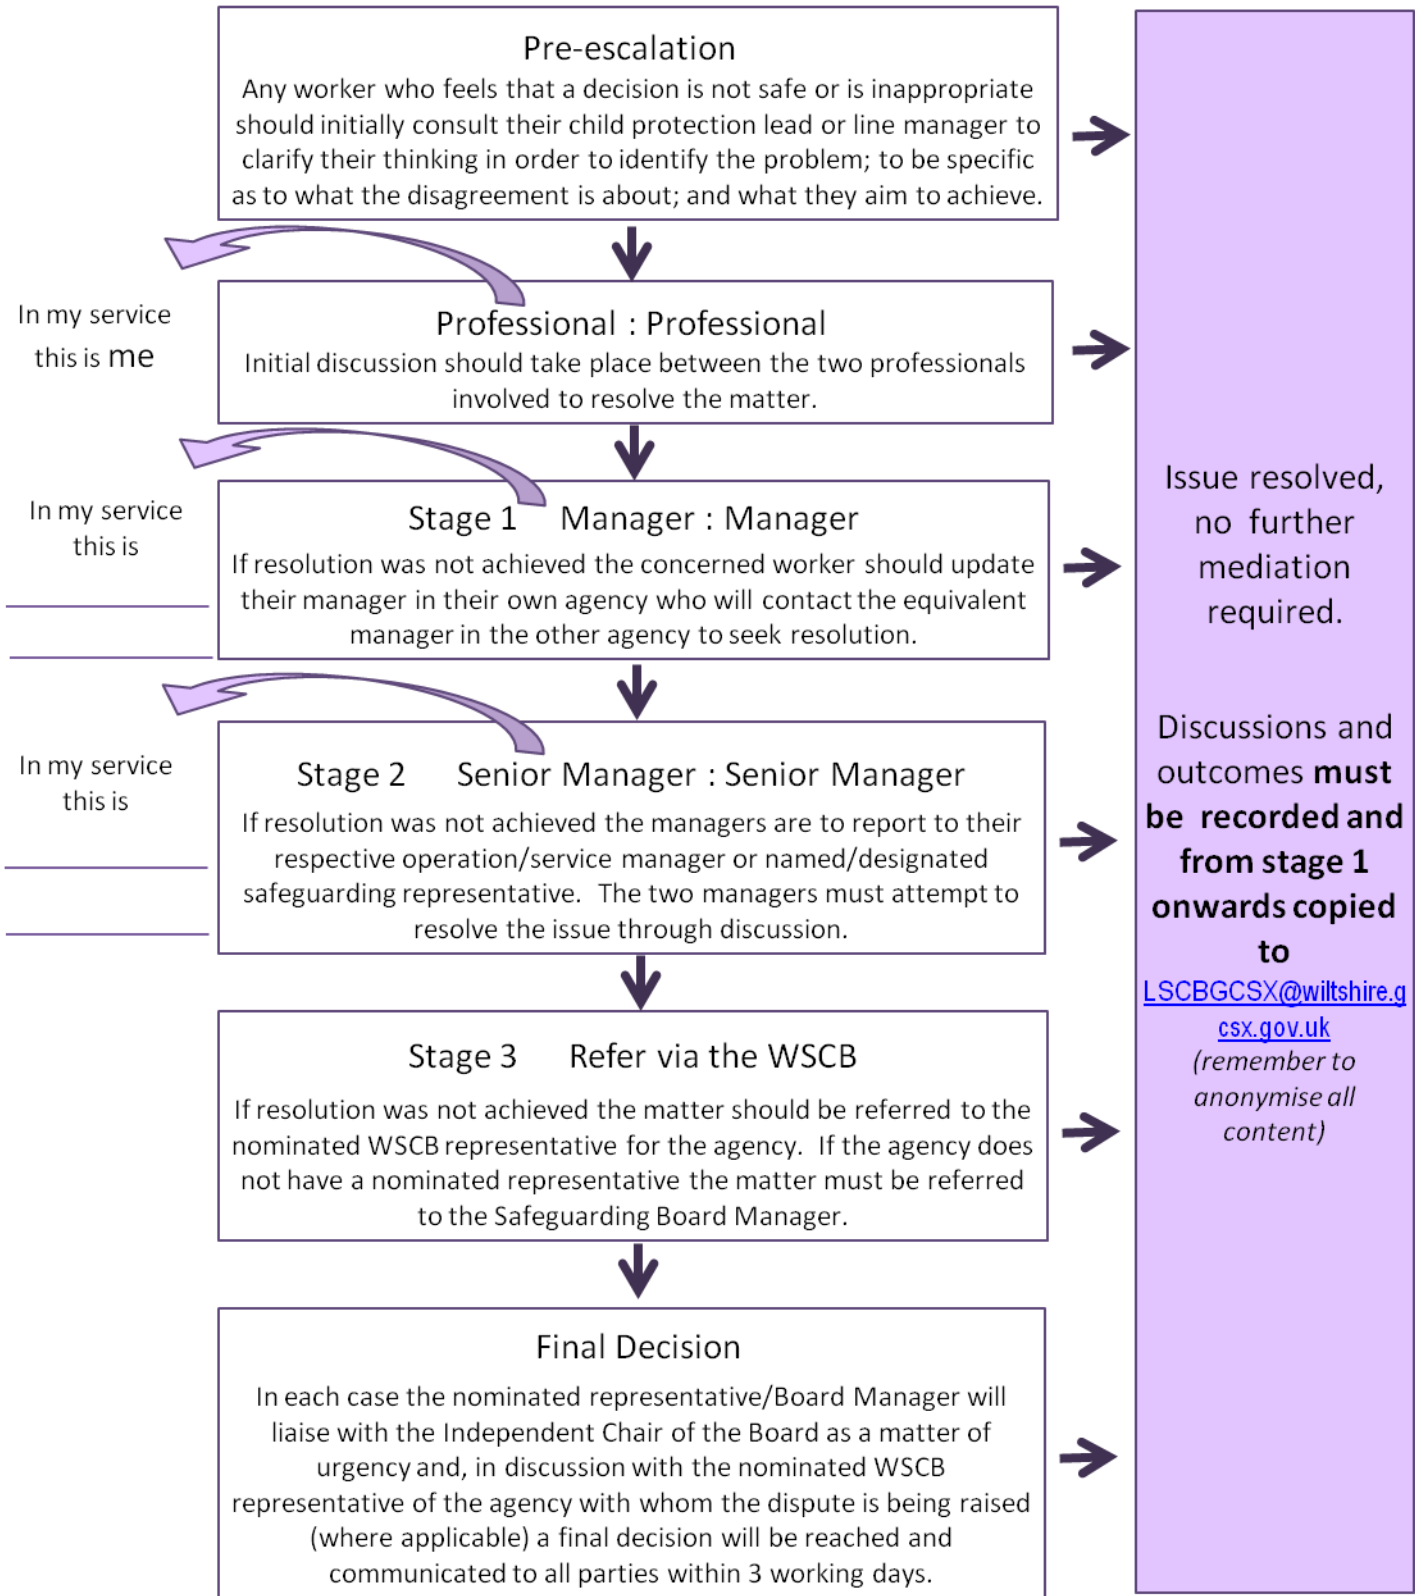 Pre-escalation
Any worker who feels that a decision is not safe or is inappropriate
should initially consult their child protection lead or line manager to
clarify their thinking in order to identify the problem; to be specific
as to what the disagreement is about; and what they aim to achieve.
In my service
this is me
Professional : Professional
Initial discussion should take place between the two professionals
involved to resolve the matter.
In my service
this is
Stage 1 Manager : Manager
If resolution was not achieved the concerned worker should update
their manager in their own agency who will contact the equivalent
manager in the other agency to seek resolution.
In my service
this is
Stage 2 Senior Manager : Senior Manager
If resolution was not achieved the managers are to report to their
respective operation/service manager or named/designated
safeguarding representative. The two managers must attempt to
resolve the issue through discussion.
Stage 3 Refer via the WSCB
If resolution was not achieved the matter should be referred to the
nominated WSCB representative for the agency. If the agency does
not have a nominated representative the matter must be referred
to the Safeguarding Board Manager.
Final Decision
In each case the nominated representative/Board Manager will
liaise with the Independent Chair of the Board as a matter of
urgency and, in discussion with the nominated WSCB
representative of the agency with whom the dispute is being raised
(where applicable) a final decision will be reached and
communicated to all parties within 3 working days.
Issue resolved,
no further
mediation
required.
Discussions and
outcomes must
be recorded and
from stage 1
onwards copied
to
LSCBGCSX@wiltshire.g
csx.gov.uk
(remember to
anonymise all
content)